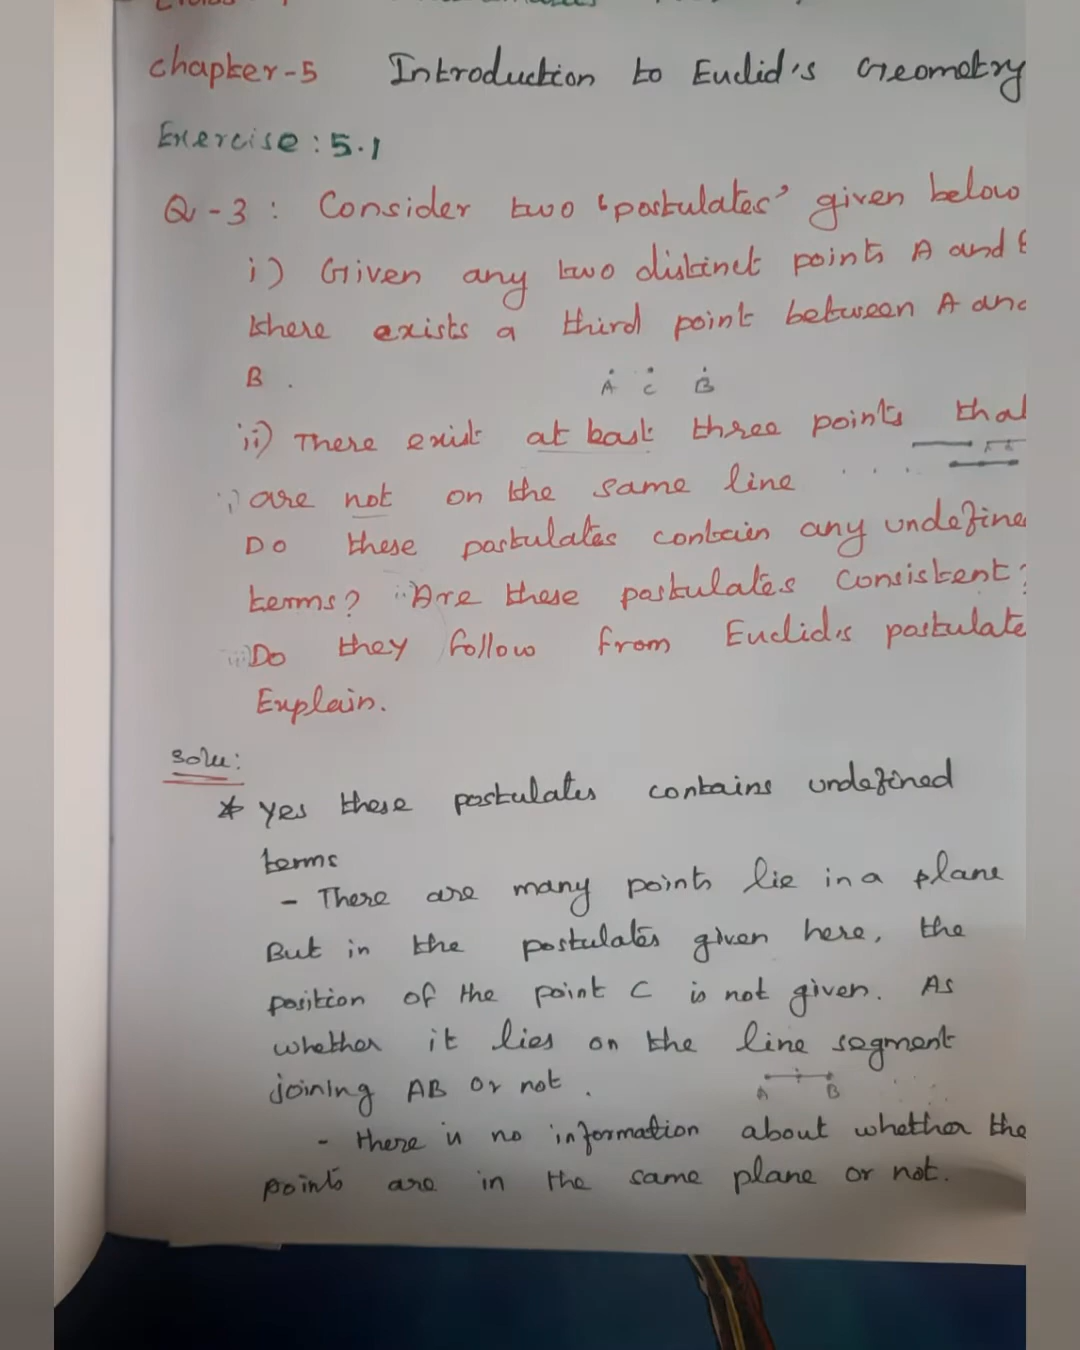 chapter-5 Introduction to Euclid's Geometry
Exercise: 5.1
Q-3: Consider two 'postulates' given below
i) Given any two distinct points A and
there exists a third point between A and
B.
A C B
ii) There exist at least three points that
i) are not on the same line
Do these postulates contain any undefine
terms? ii) Are these postulates consistent?
iii) Do they follow from Euclid's postulate
Explain.
Solu:
* yes these postulates contains undefined
terms
- There are many points lie in a plane
But in the postulates given here, the
position of the point C is not given. As
whether it lies on the line segment
joining AB or not.
A B
- there is no information about whether the
points are in the same plane or not.